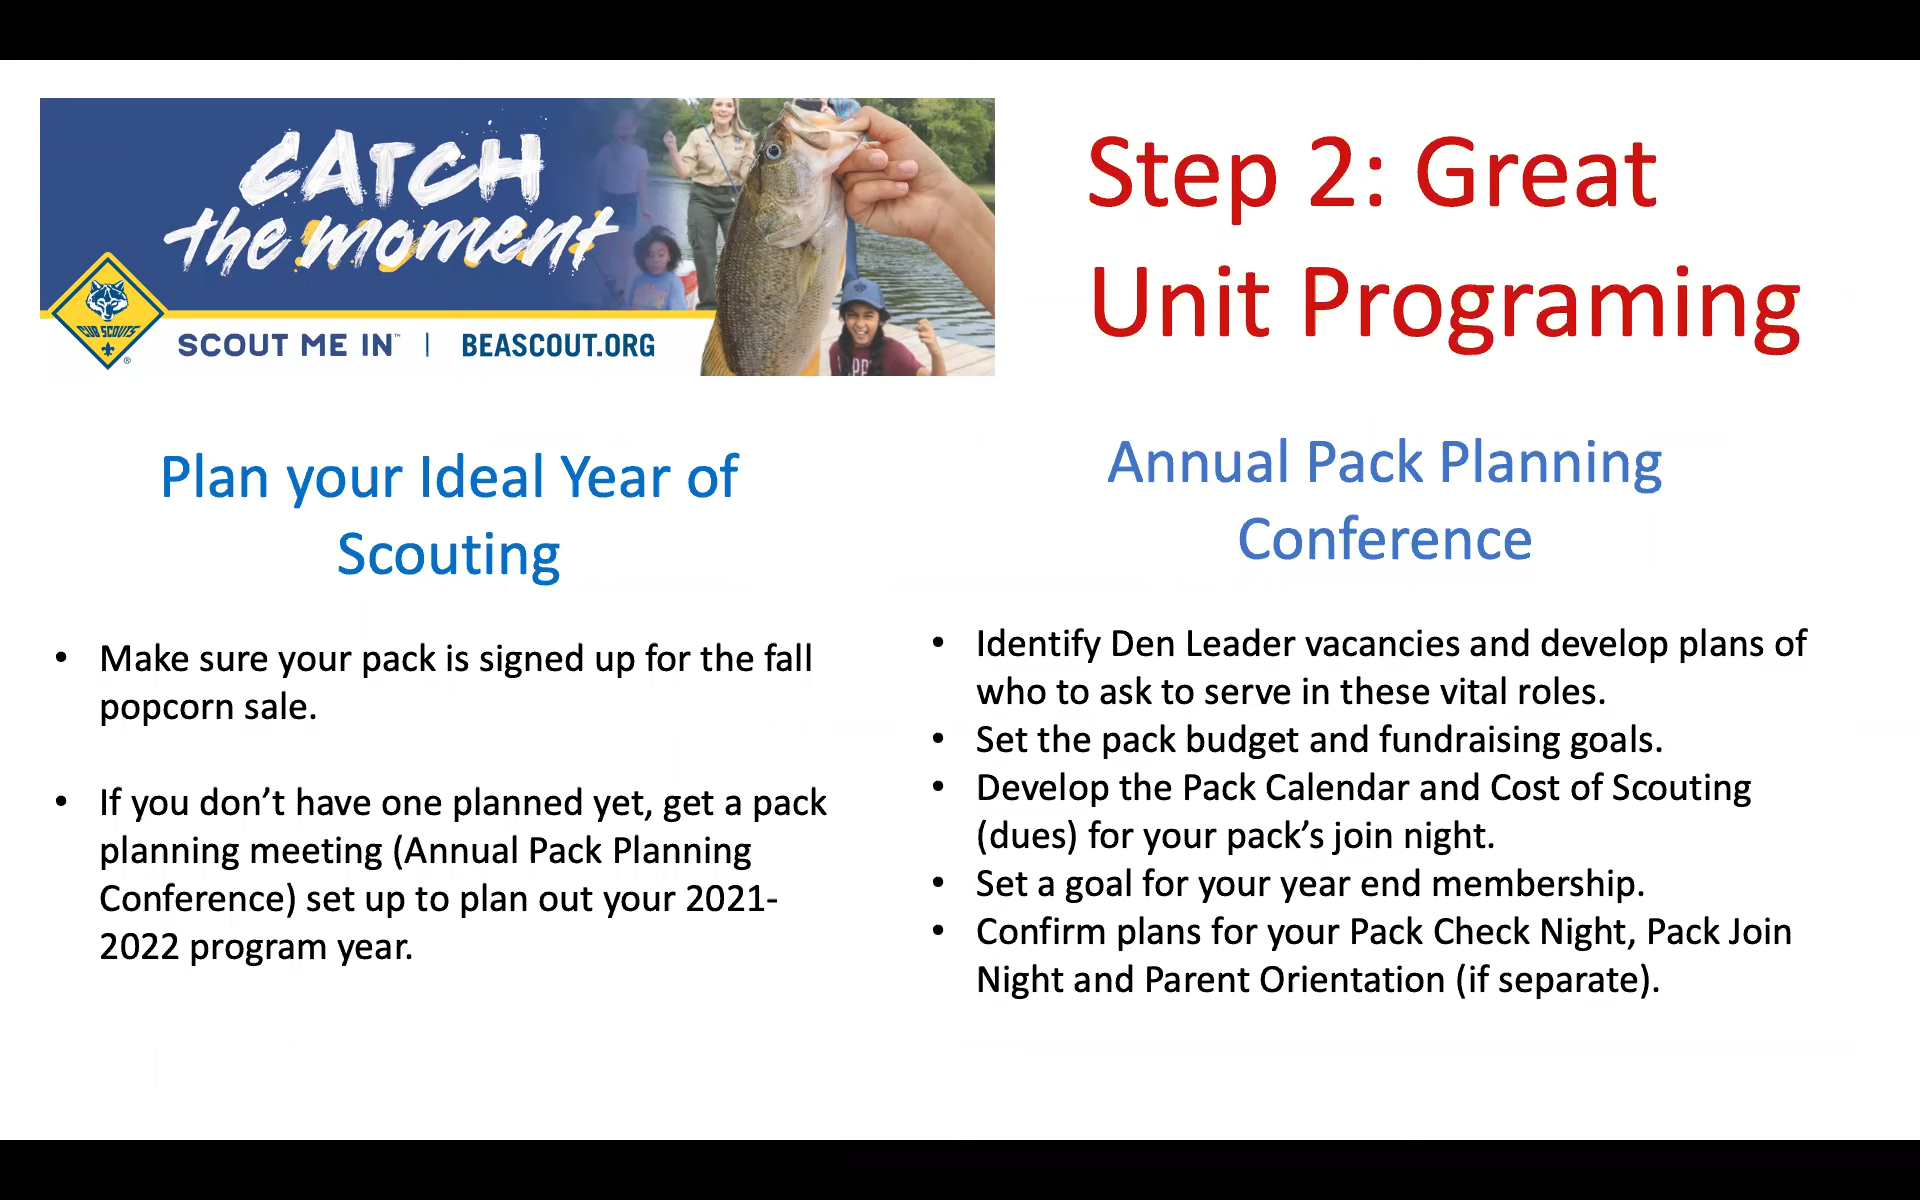 CATCH
the moment
CUB SCOUTS
®
SCOUT ME IN™ | BEASCOUT.ORG
Step 2: Great
Unit Programing
Plan your Ideal Year of
Scouting
• Make sure your pack is signed up for the fall
popcorn sale.
• If you don’t have one planned yet, get a pack
planning meeting (Annual Pack Planning
Conference) set up to plan out your 2021-
2022 program year.
Annual Pack Planning
Conference
• Identify Den Leader vacancies and develop plans of
who to ask to serve in these vital roles.
• Set the pack budget and fundraising goals.
• Develop the Pack Calendar and Cost of Scouting
(dues) for your pack’s join night.
• Set a goal for your year end membership.
• Confirm plans for your Pack Check Night, Pack Join
Night and Parent Orientation (if separate).